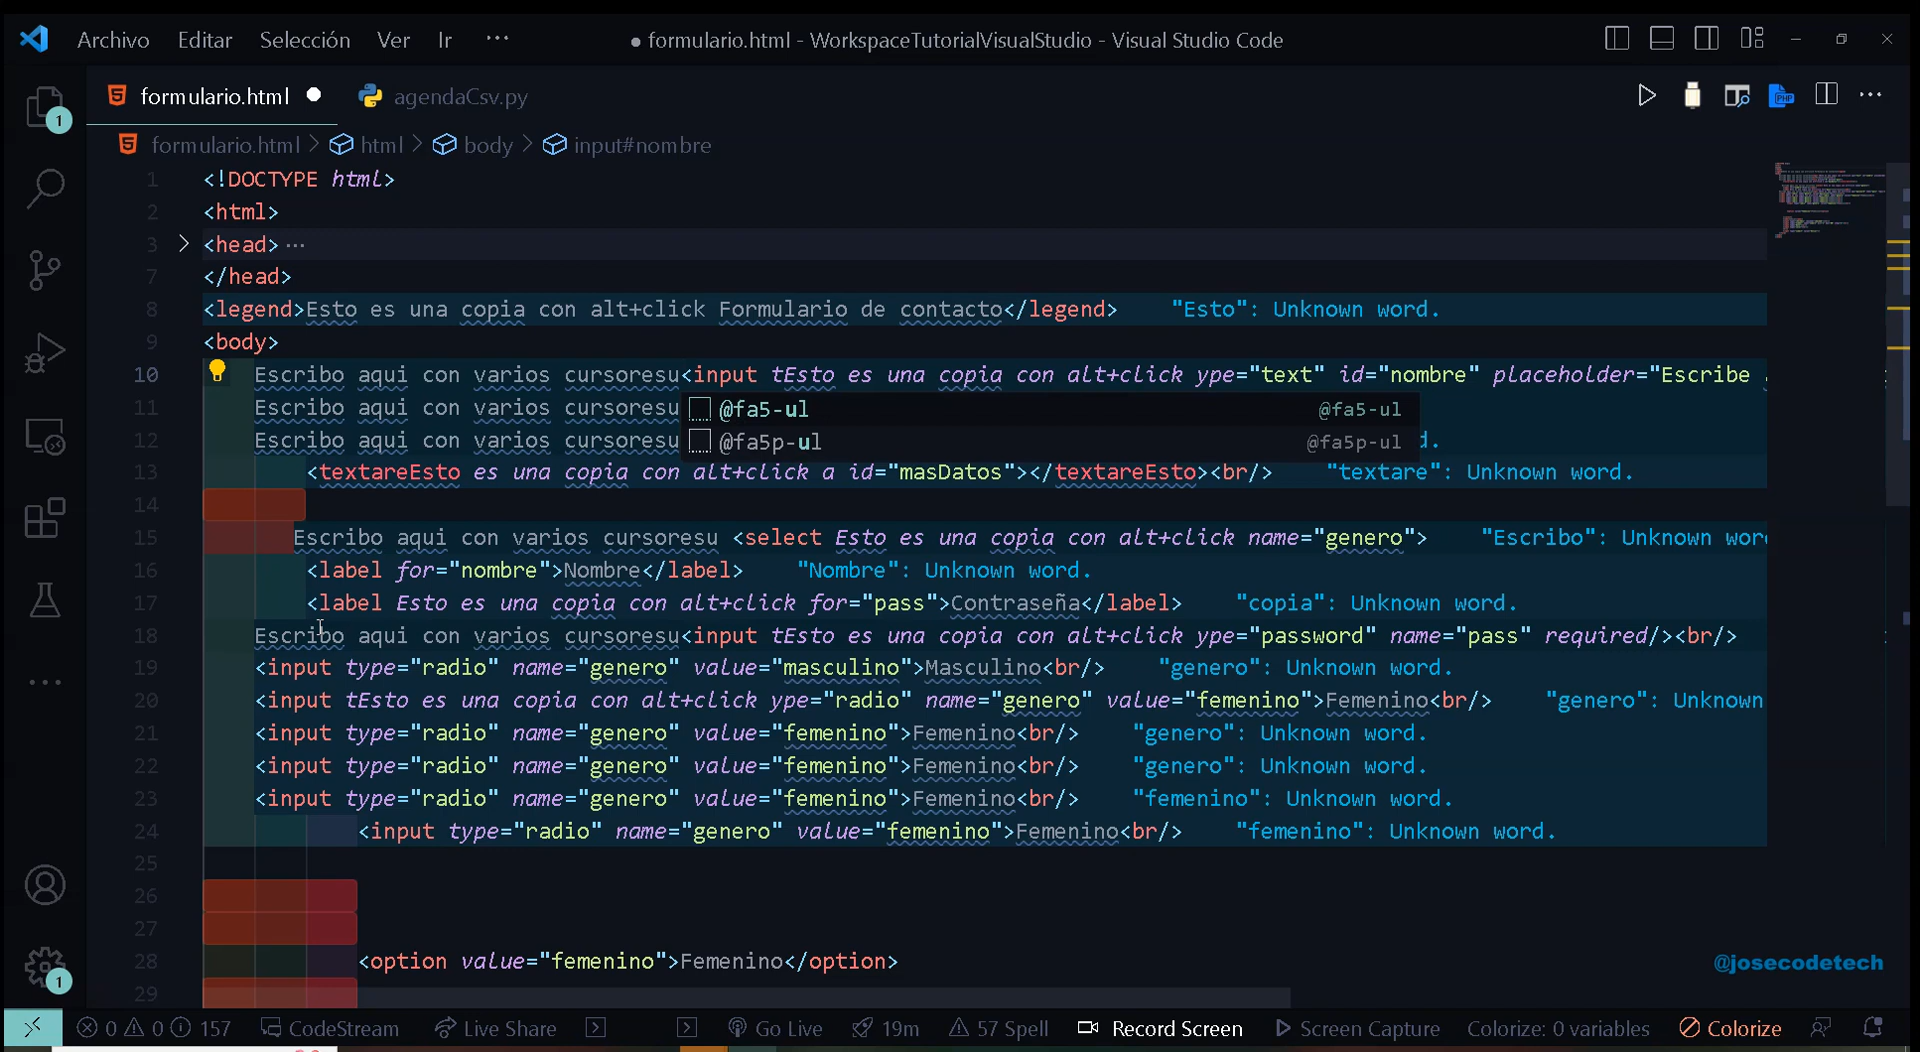 Archivo Editar Selección Ver Ir ··· ● formulario.html - WorkspaceTutorialVisualStudio - Visual Studio Code
formulario.html ● agendaCsv.py
formulario.html > html > body > input#nombre
1 <!DOCTYPE html>
2 <html>
3 <head> ···
7 </head>
8 <legend>Esto es una copia con alt+click Formulario de contacto</legend> "Esto": Unknown word.
9 <body>
10 Escribo aqui con varios cursoresu<input tEsto es una copia con alt+click ype="text" id="nombre" placeholder="Escribe
11 Escribo aqui con varios cursoresu @fa5-ul @fa5-ul
12 Escribo aqui con varios cursoresu @fa5p-ul @fa5p-ul d.
13 <textareEsto es una copia con alt+click a id="masDatos"></textareEsto><br/> "textare": Unknown word.
14
15 Escribo aqui con varios cursoresu <select Esto es una copia con alt+click name="genero"> "Escribo": Unknown wor
16 <label for="nombre">Nombre</label> "Nombre": Unknown word.
17 <label Esto es una copia con alt+click for="pass">Contraseña</label> "copia": Unknown word.
18 Escribo aqui con varios cursoresu<input tEsto es una copia con alt+click ype="password" name="pass" required/><br/>
19 <input type="radio" name="genero" value="masculino">Masculino<br/> "genero": Unknown word.
20 <input tEsto es una copia con alt+click ype="radio" name="genero" value="femenino">Femenino<br/> "genero": Unknown
21 <input type="radio" name="genero" value="femenino">Femenino<br/> "genero": Unknown word.
22 <input type="radio" name="genero" value="femenino">Femenino<br/> "genero": Unknown word.
23 <input type="radio" name="genero" value="femenino">Femenino<br/> "femenino": Unknown word.
24 <input type="radio" name="genero" value="femenino">Femenino<br/> "femenino": Unknown word.
25
26
27
28 <option value="femenino">Femenino</option>
@josecodetech
29
1
1
PHP
0 0 157 CodeStream Live Share Go Live 19m 57 Spell Record Screen Screen Capture Colorize: 0 variables Colorize